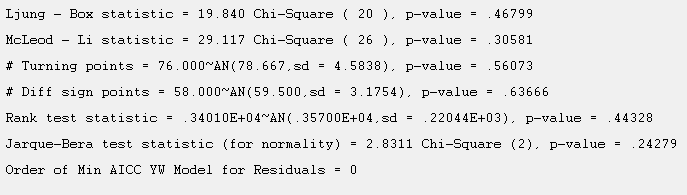 Ljung - Box statistic = 19.840 Chi-Square ( 20 ), p-value = .46799
McLeod - Li statistic = 29.117 Chi-Square ( 26 ), p-value = .30581
# Turning points = 76.000~AN(78.667,sd = 4.5838), p-value = .56073
# Diff sign points = 58.000~AN(59.500,sd = 3.1754), p-value = .63666
Rank test statistic = .34010E+04~AN(.35700E+04,sd = .22044E+03), p-value = .44328
Jarque-Bera test statistic (for normality) = 2.8311 Chi-Square (2), p-value = .24279
Order of Min AICC YW Model for Residuals = 0